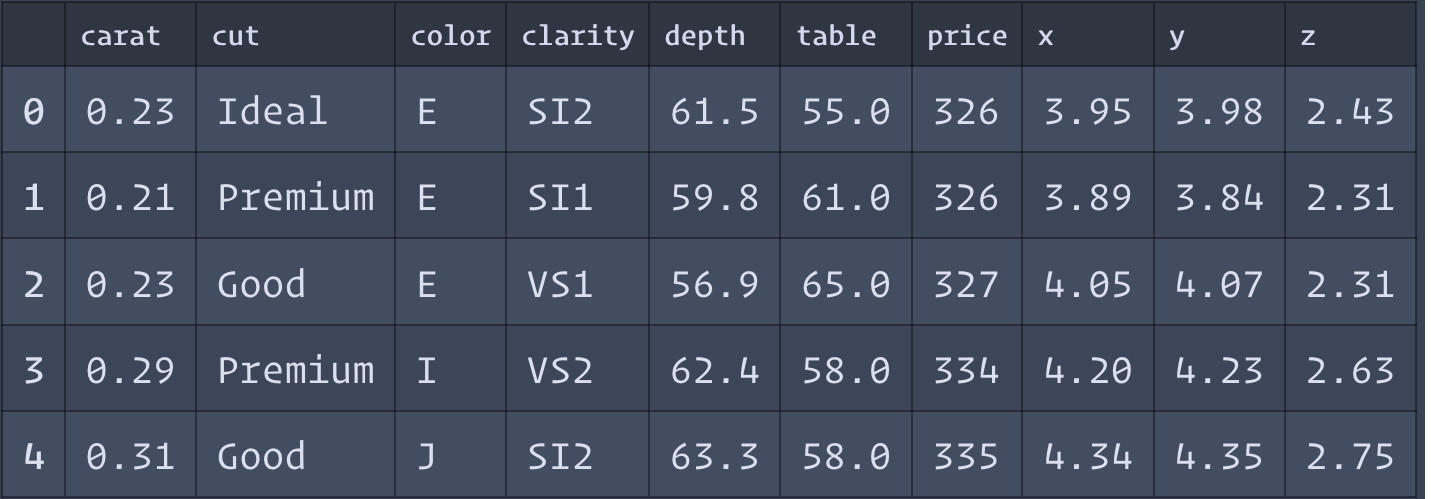 carat cut color clarity depth table price x y z
0 0.23 Ideal E SI2 61.5 55.0 326 3.95 3.98 2.43
1 0.21 Premium E SI1 59.8 61.0 326 3.89 3.84 2.31
2 0.23 Good E VS1 56.9 65.0 327 4.05 4.07 2.31
3 0.29 Premium I VS2 62.4 58.0 334 4.20 4.23 2.63
4 0.31 Good J SI2 63.3 58.0 335 4.34 4.35 2.75